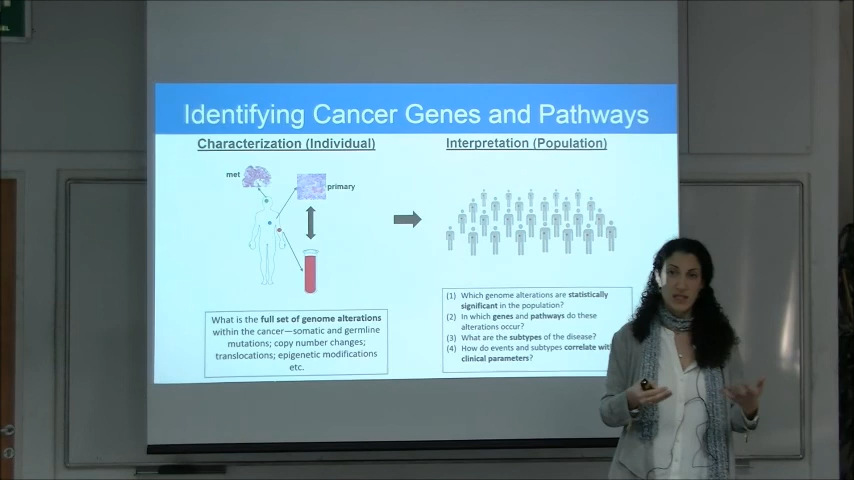 Identifying Cancer Genes and Pathways
Characterization (Individual)
met
primary
What is the full set of genome alterations
within the cancer—somatic and germline
mutations; copy number changes;
translocations; epigenetic modifications
etc.
Interpretation (Population)
(1) Which genome alterations are statistically
significant in the population?
(2) In which genes and pathways do these
alterations occur?
(3) What are the subtypes of the disease?
(4) How do events and subtypes correlate with
clinical parameters?